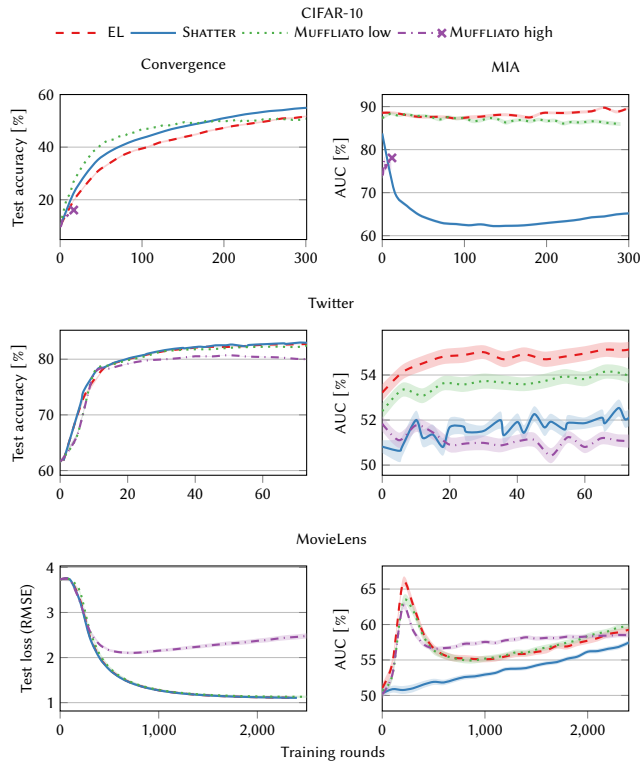 CIFAR-10
EL SHATTER MUFFLIATO low MUFFLIATO high
Convergence
MIA
Test accuracy [%]
60
40
20
0 100 200 300
AUC [%]
90
80
70
60
0 100 200 300
Twitter
Test accuracy [%]
80
70
60
0 20 40 60
AUC [%]
54
52
50
0 20 40 60
MovieLens
Test loss (RMSE)
4
3
2
1
0 1,000 2,000
AUC [%]
65
60
55
50
0 1,000 2,000
Training rounds